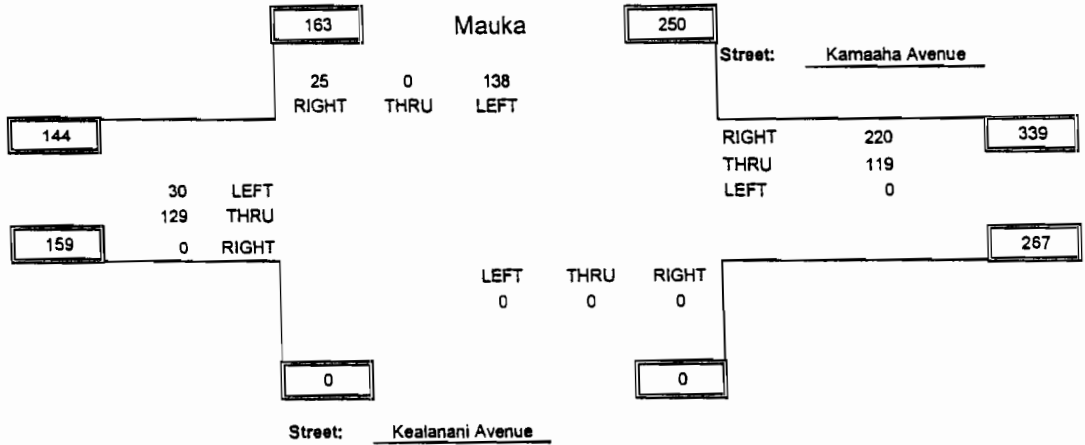 163 Mauka 250
Street: Kamaaha Avenue
25 0 138
RIGHT THRU LEFT
144 RIGHT 220 339
THRU 119
30 LEFT LEFT 0
129 THRU
159 0 RIGHT 267
LEFT THRU RIGHT
0 0 0
0 0
Street: Kealanani Avenue